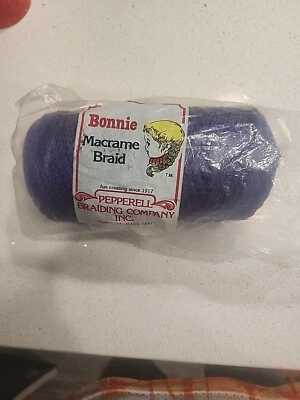 Bonnie
Macrame
Braid
TM
fun creating since 1917
PEPPERELL
BRAIDING COMPANY
INC.